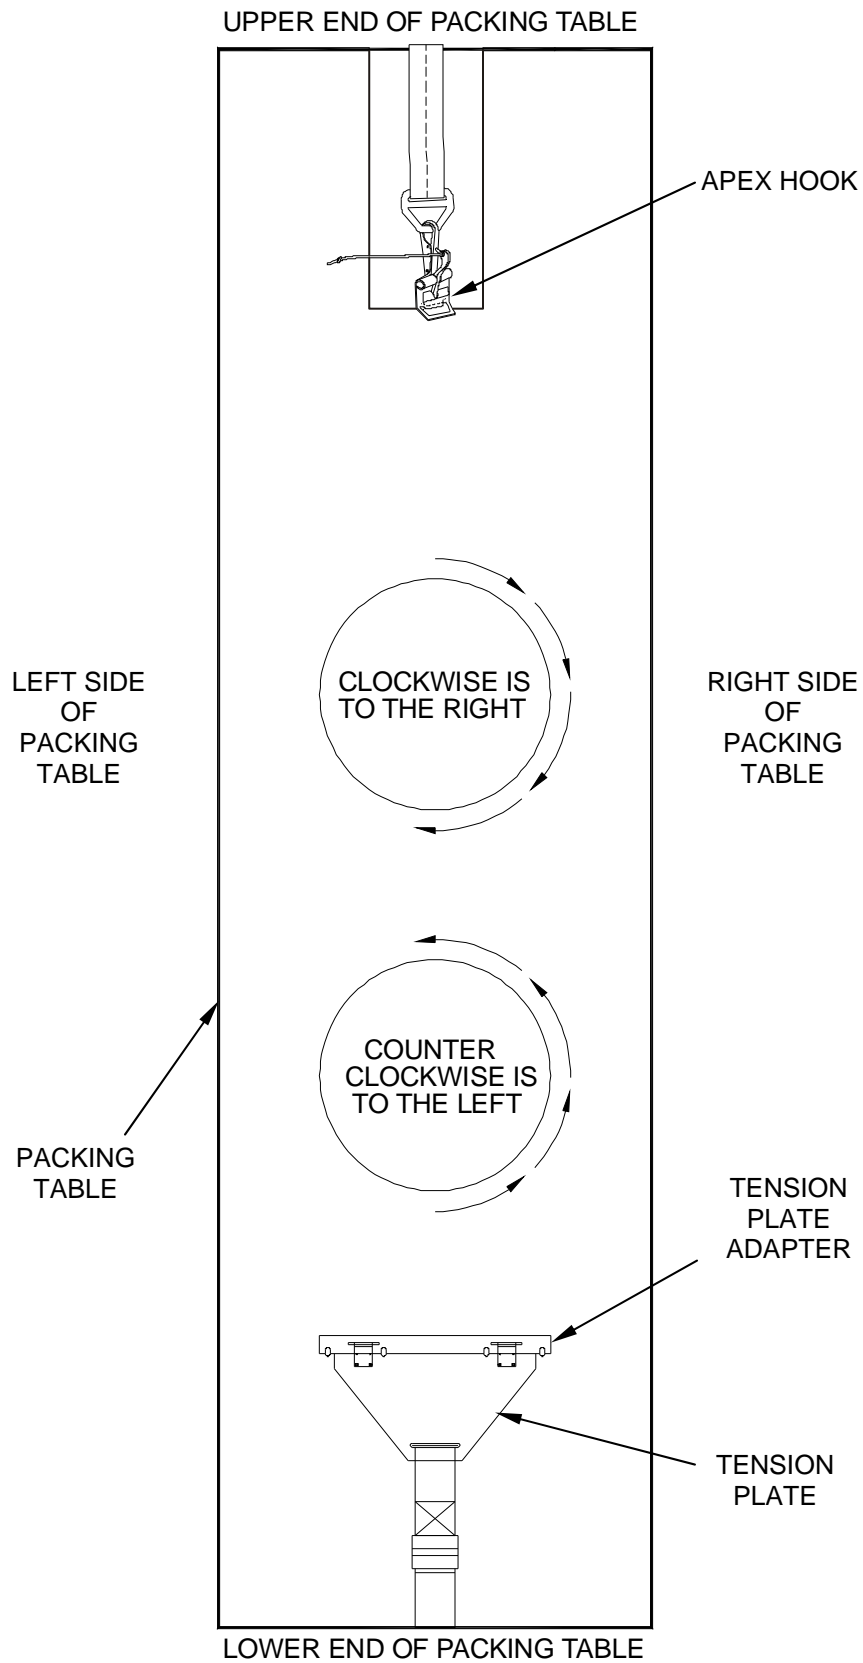 UPPER END OF PACKING TABLE
APEX HOOK
LEFT SIDE
OF
PACKING
TABLE
CLOCKWISE IS
TO THE RIGHT
RIGHT SIDE
OF
PACKING
TABLE
COUNTER
CLOCKWISE IS
TO THE LEFT
PACKING
TABLE
TENSION
PLATE
ADAPTER
TENSION
PLATE
LOWER END OF PACKING TABLE